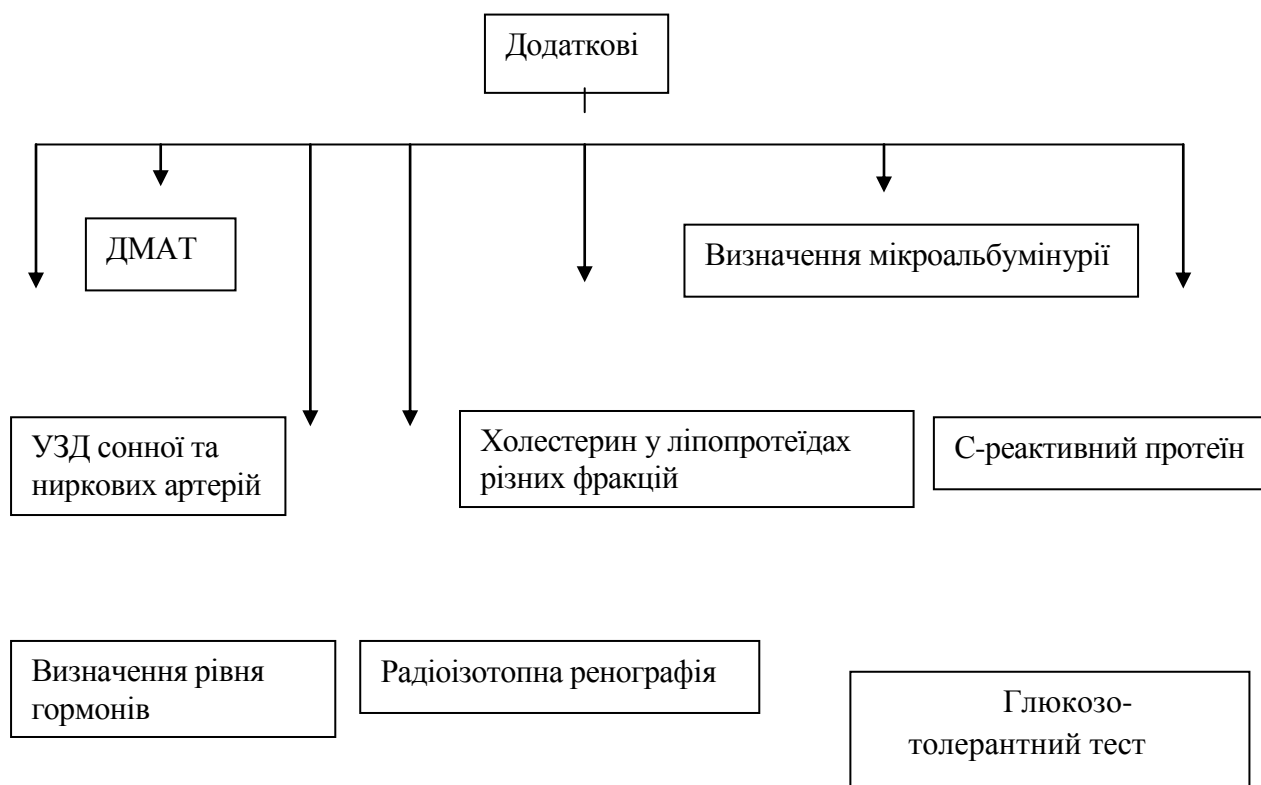 Додаткові
ДМАТ
Визначення мікроальбумінурії
УЗД сонної та
ниркових артерій
Холестерин у ліпопротеїдах
різних фракцій
С-реактивний протеїн
Визначення рівня
гормонів
Радіоізотопна ренографія
Глюкозо-
толерантний тест